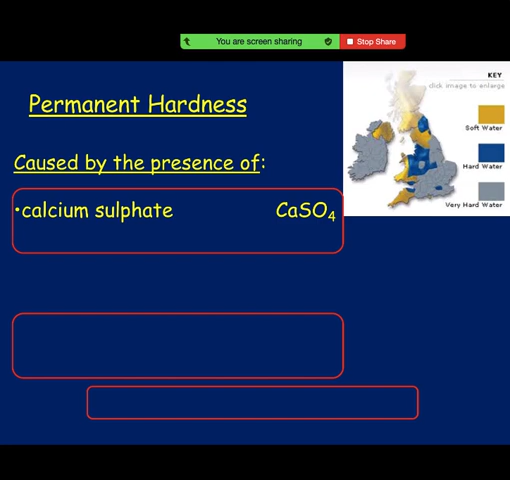 You are screen sharing
Stop Share
Permanent Hardness
KEY
click image to enlarge
Soft Water
Hard Water
Very Hard Water
Caused by the presence of:
•calcium sulphate CaSO₄